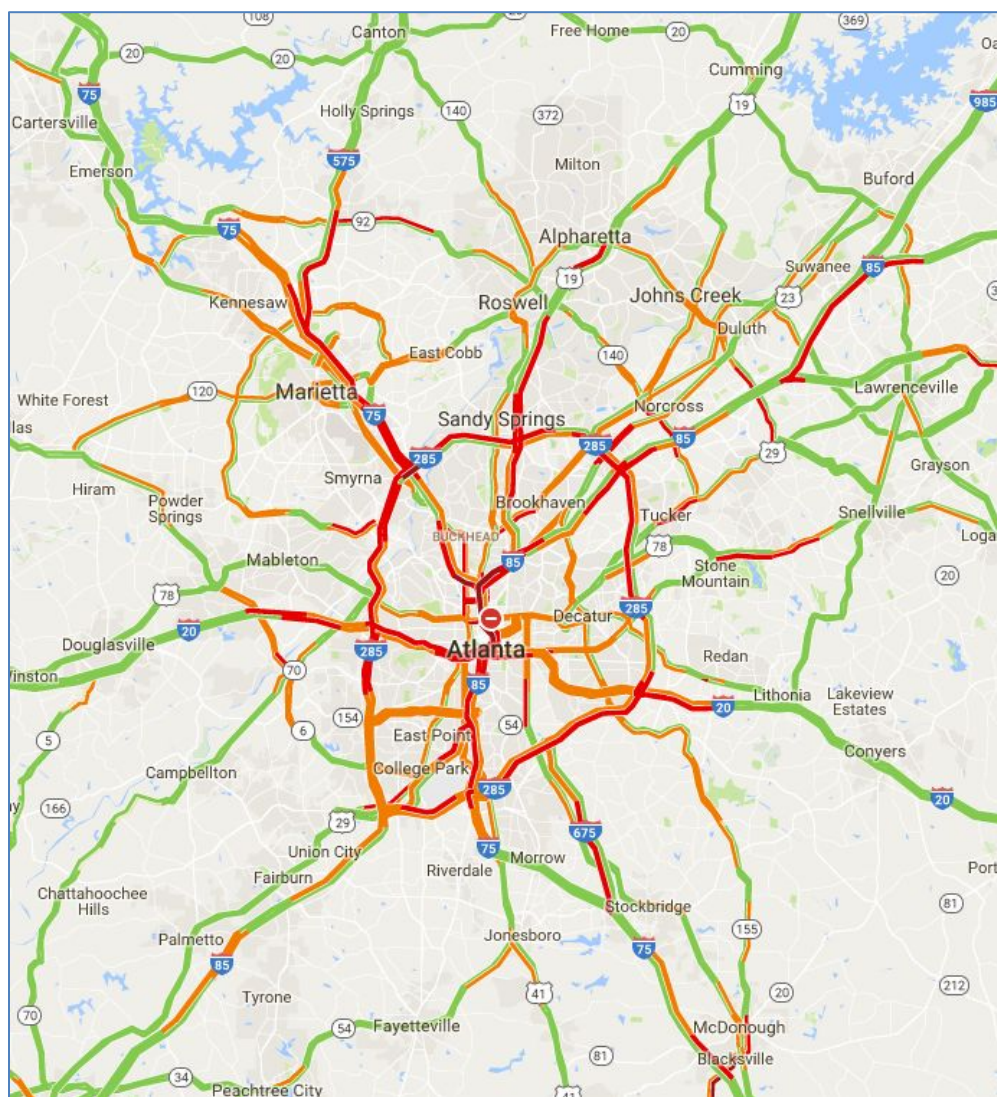 108
369
Canton
Free Home
20
Oa
20
20
Cumming
75
19
985
Cartersville
Holly Springs
140
372
Emerson
575
Milton
Buford
92
75
Alpharetta
19
85
Suwanee
Kennesaw
Roswell
Johns Creek
23
3
Duluth
East Cobb
140
120
Marietta
Lawrenceville
White Forest
75
Sandy Springs
Norcross
las
285
285
85
29
Grayson
Smyrna
Hiram
Powder
Springs
Brookhaven
Tucker
Snellville
BUCKHEAD
Loga
78
Mableton
85
Stone
Mountain
20
78
285
Decatur
20
Douglasville
Atlanta
285
Redan
Winston
70
85
Lithonia
Lakeview
Estates
20
154
54
6
East Point
5
Conyers
Campbellton
College Park
285
20
ay
166
29
675
Union City
75
Morrow
Riverdale
Port
Fairburn
Chattahoochee
Hills
Stockbridge
81
155
Palmetto
Jonesboro
75
85
212
41
20
Tyrone
70
54
Fayetteville
McDonough
81
Blacksville
34
Peachtree City
41